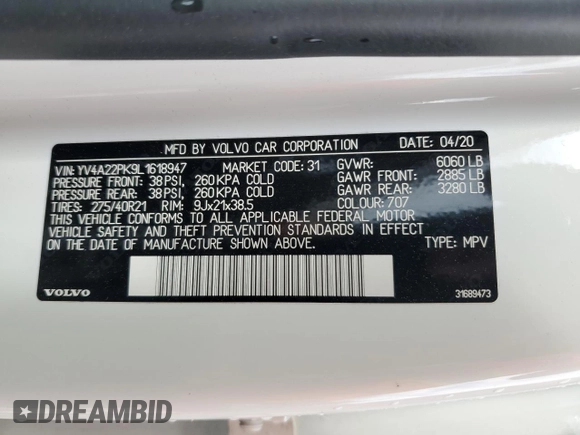 MFD BY VOLVO CAR CORPORATION DATE: 04/20
VIN: YV4A22PK9L1618947 MARKET CODE: 31 GVWR: 6060 LB
PRESSURE FRONT: 38 PSI, 260 KPA COLD GAWR FRONT: 2885 LB
PRESSURE REAR: 38 PSI, 260 KPA COLD GAWR REAR: 3280 LB
TIRES: 275/40R21 RIM: 9Jx21x38.5 COLOUR: 707
THIS VEHICLE CONFORMS TO ALL APPLICABLE FEDERAL MOTOR
VEHICLE SAFETY AND THEFT PREVENTION STANDARDS IN EFFECT
ON THE DATE OF MANUFACTURE SHOWN ABOVE. TYPE: MPV
VOLVO 31689473
DREAMBID